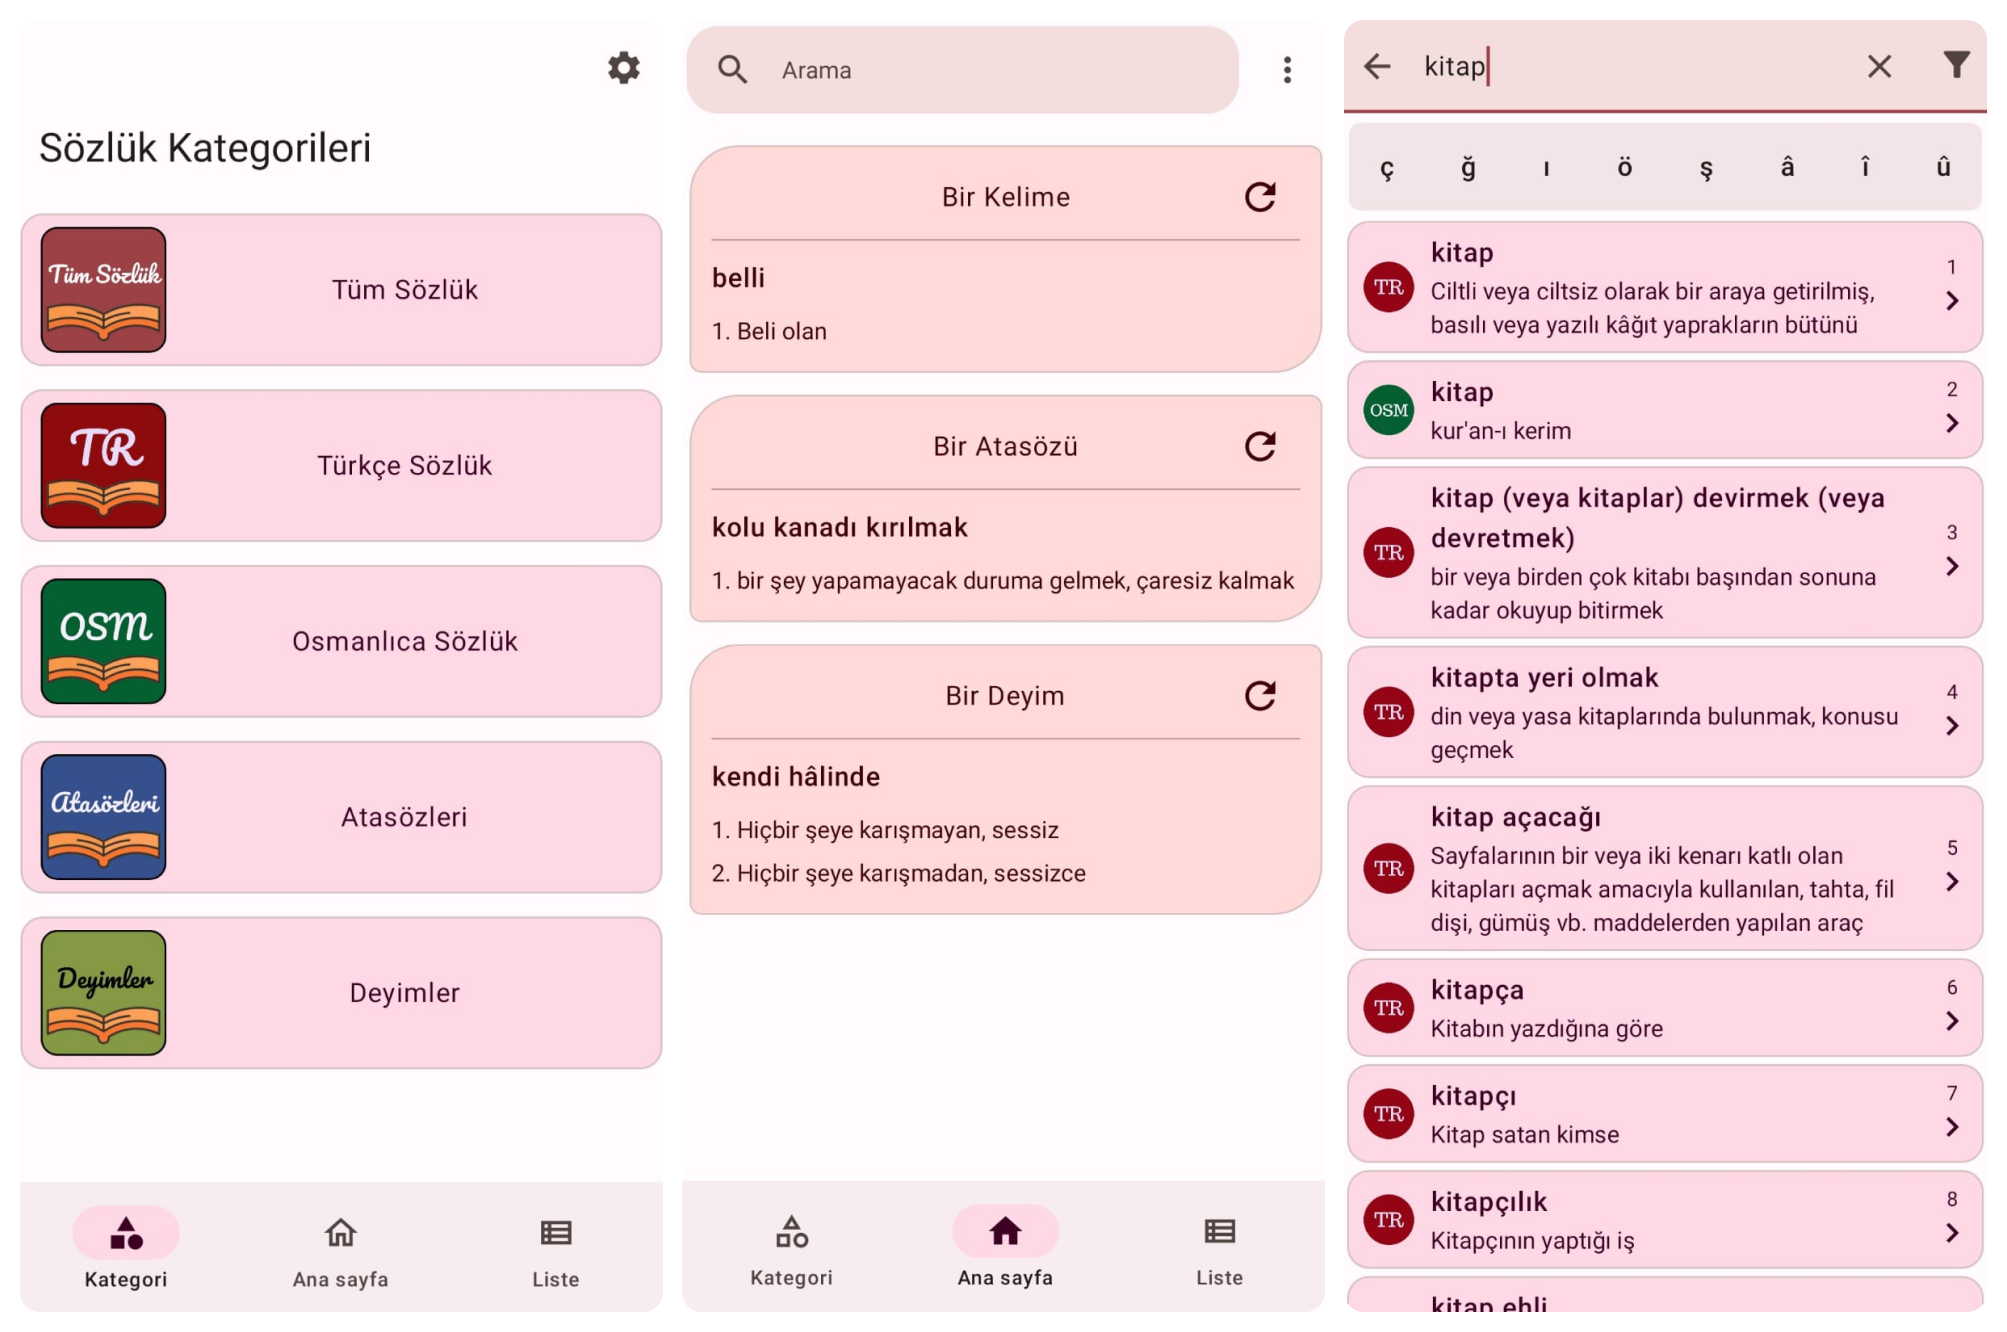 Sözlük Kategorileri
Tüm Sözlük
Tüm Sözlük
TR
Türkçe Sözlük
OSM
Osmanlıca Sözlük
Atasözleri
Atasözleri
Deyimler
Deyimler
Kategori
Ana sayfa
Liste
Arama
Bir Kelime
belli
1. Beli olan
Bir Atasözü
kolu kanadı kırılmak
1. bir şey yapamayacak duruma gelmek, çaresiz kalmak
Bir Deyim
kendi hâlinde
1. Hiçbir şeye karışmayan, sessiz
2. Hiçbir şeye karışmadan, sessizce
Kategori
Ana sayfa
Liste
kitap
ç ğ ı ö ş â î û
kitap
1
TR
Ciltli veya ciltsiz olarak bir araya getirilmiş,
basılı veya yazılı kâğıt yaprakların bütünü
kitap
2
OSM
kur'an-ı kerim
kitap (veya kitaplar) devirmek (veya
devretmek)
3
TR
bir veya birden çok kitabı başından sonuna
kadar okuyup bitirmek
kitapta yeri olmak
4
TR
din veya yasa kitaplarında bulunmak, konusu
geçmek
kitap açacağı
5
TR
Sayfalarının bir veya iki kenarı katlı olan
kitapları açmak amacıyla kullanılan, tahta, fil
dişi, gümüş vb. maddelerden yapılan araç
kitapça
6
TR
Kitabın yazdığına göre
kitapçı
7
TR
Kitap satan kimse
kitapçılık
8
TR
Kitapçının yaptığı iş
kitap ehli